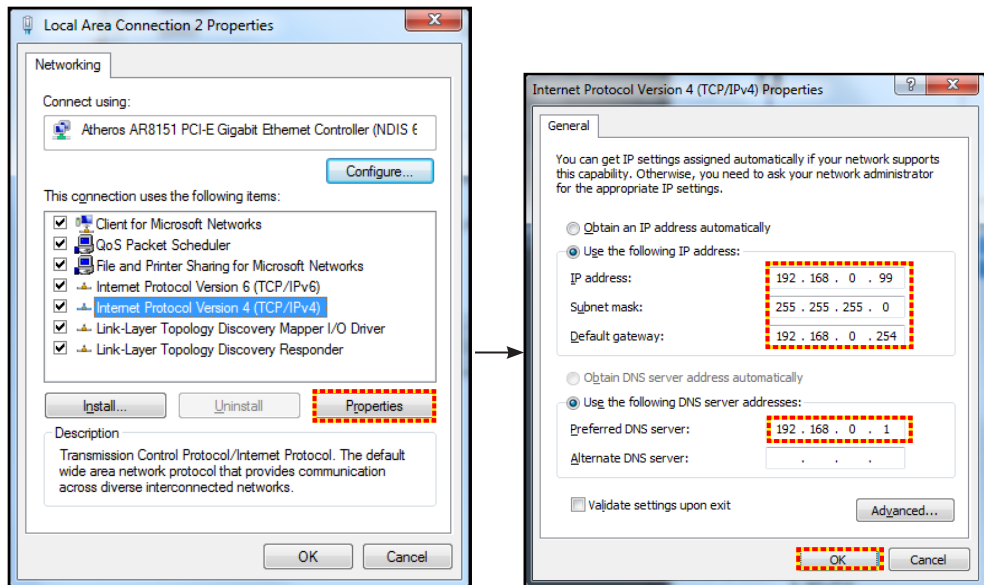 Local Area Connection 2 Properties
Networking
Connect using:
Atheros AR8151 PCI-E Gigabit Ethernet Controller (NDIS 6
Configure...
This connection uses the following items:
Client for Microsoft Networks
QoS Packet Scheduler
File and Printer Sharing for Microsoft Networks
Internet Protocol Version 6 (TCP/IPv6)
Internet Protocol Version 4 (TCP/IPv4)
Link-Layer Topology Discovery Mapper I/O Driver
Link-Layer Topology Discovery Responder
Install... Uninstall Properties
Description
Transmission Control Protocol/Internet Protocol. The default
wide area network protocol that provides communication
across diverse interconnected networks.
OK Cancel
Internet Protocol Version 4 (TCP/IPv4) Properties
General
You can get IP settings assigned automatically if your network supports
this capability. Otherwise, you need to ask your network administrator
for the appropriate IP settings.
Obtain an IP address automatically
Use the following IP address:
IP address: 192 . 168 . 0 . 99
Subnet mask: 255 . 255 . 255 . 0
Default gateway: 192 . 168 . 0 . 254
Obtain DNS server address automatically
Use the following DNS server addresses:
Preferred DNS server: 192 . 168 . 0 . 1
Alternate DNS server: . . .
Validate settings upon exit
Advanced...
OK Cancel